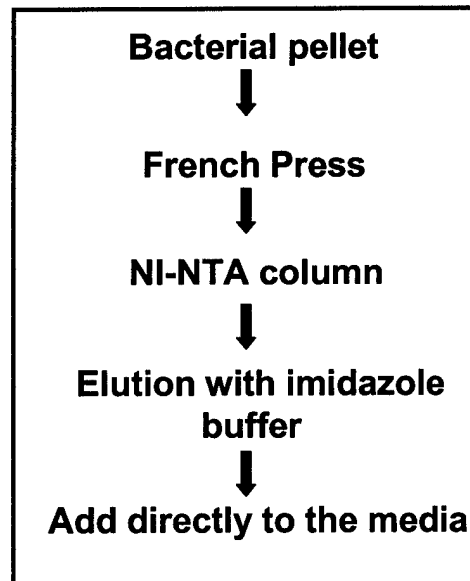 Bacterial pellet
French Press
NI-NTA column
Elution with imidazole
buffer
Add directly to the media